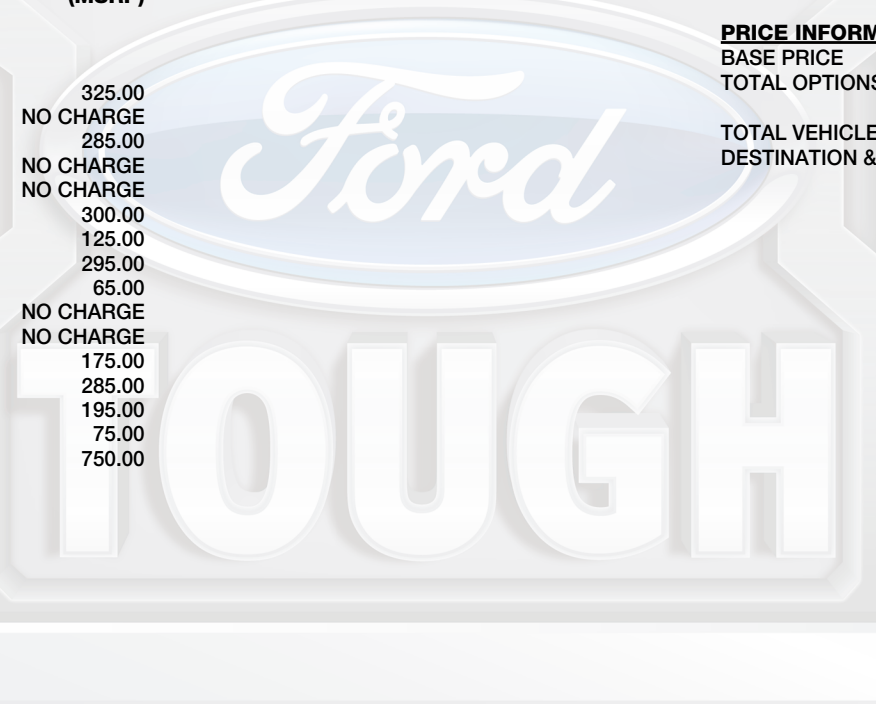 (MSRP)
325.00
NO CHARGE
285.00
NO CHARGE
NO CHARGE
300.00
125.00
295.00
65.00
NO CHARGE
NO CHARGE
175.00
285.00
195.00
75.00
750.00
PRICE INFORM
BASE PRICE
TOTAL OPTIONS
TOTAL VEHICLE
DESTINATION &
Ford
TOUGH